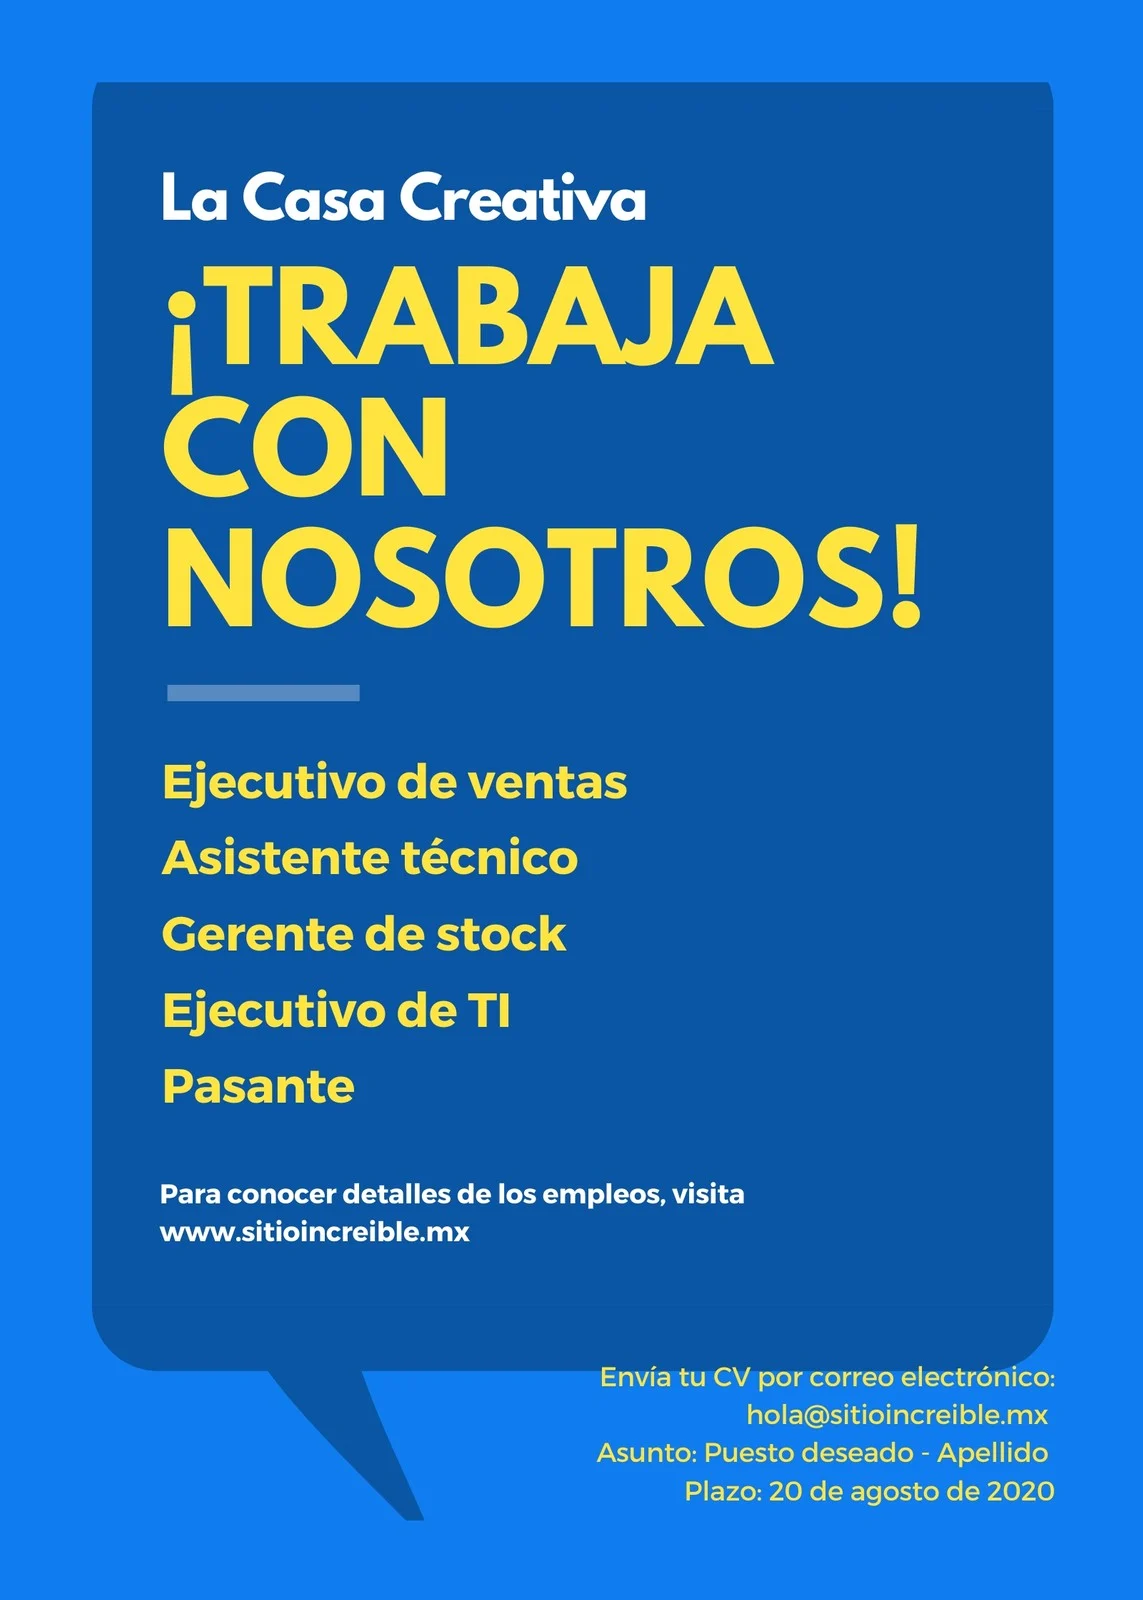 La Casa Creativa
¡TRABAJA
CON
NOSOTROS!
Ejecutivo de ventas
Asistente técnico
Gerente de stock
Ejecutivo de TI
Pasante
Para conocer detalles de los empleos, visita
www.sitioincreible.mx
Envía tu CV por correo electrónico:
hola@sitioincreible.mx
Asunto: Puesto deseado - Apellido
Plazo: 20 de agosto de 2020